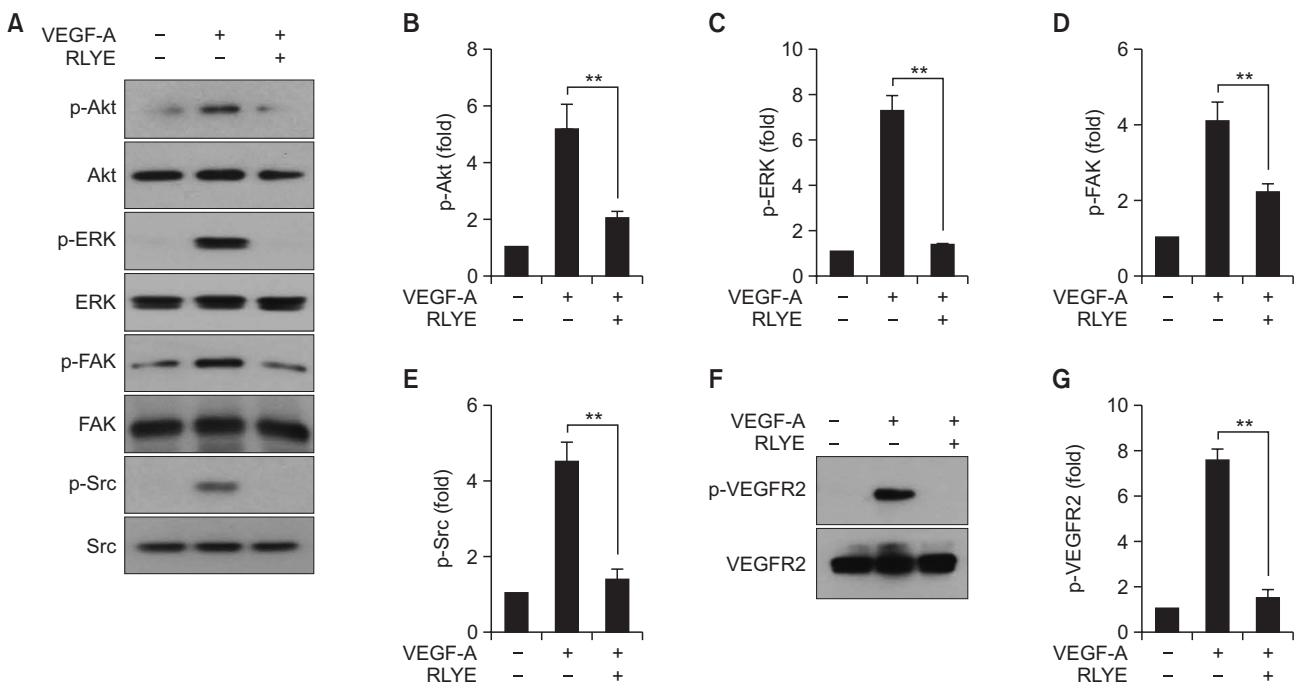 A
VEGF-A – + +
RLYE – – +
p-Akt
Akt
p-ERK
ERK
p-FAK
FAK
p-Src
Src
B
p-Akt (fold)
8
6
4
2
0
**
VEGF-A – + +
RLYE – – +
C
p-ERK (fold)
10
8
6
4
2
0
**
VEGF-A – + +
RLYE – – +
D
p-FAK (fold)
6
4
2
0
**
VEGF-A – + +
RLYE – – +
E
p-Src (fold)
6
4
2
0
**
VEGF-A – + +
RLYE – – +
F
VEGF-A – + +
RLYE – – +
p-VEGFR2
VEGFR2
G
p-VEGFR2 (fold)
10
8
6
4
2
0
**
VEGF-A – + +
RLYE – – +